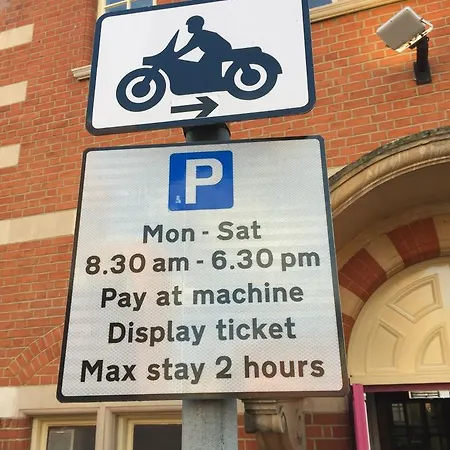 P
Mon - Sat
8.30 am - 6.30 pm
Pay at machine
Display ticket
Max stay 2 hours